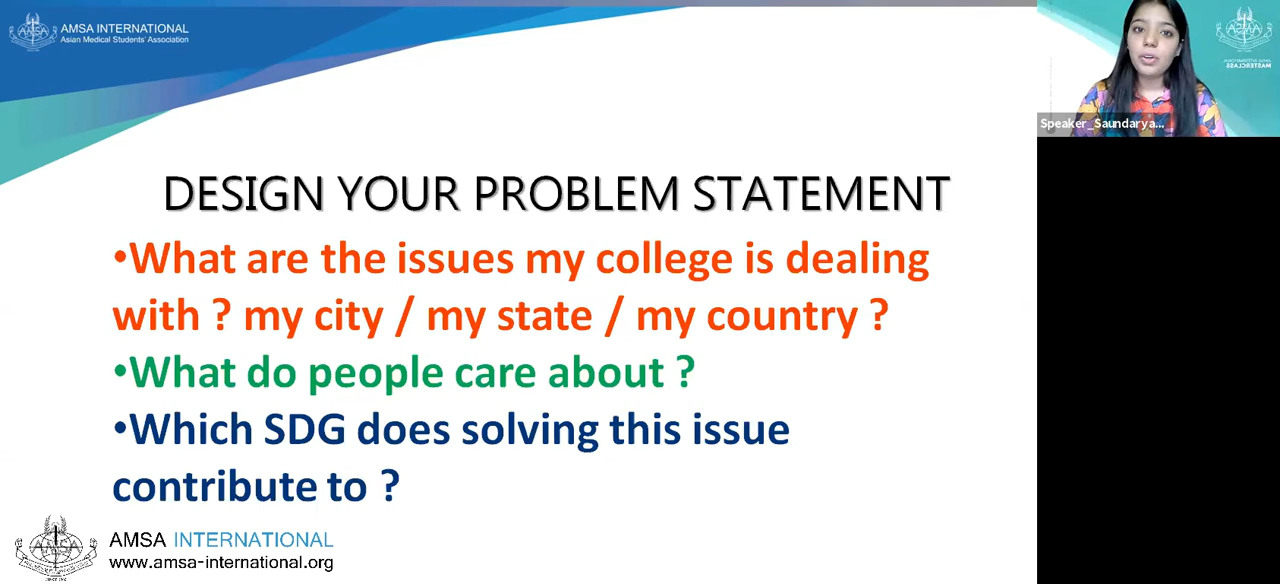 AMSA INTERNATIONAL
Asian Medical Students' Association
Speaker_Saundarya...
DESIGN YOUR PROBLEM STATEMENT
•What are the issues my college is dealing
with ? my city / my state / my country ?
•What do people care about ?
•Which SDG does solving this issue
contribute to ?
AMSA INTERNATIONAL
www.amsa-international.org